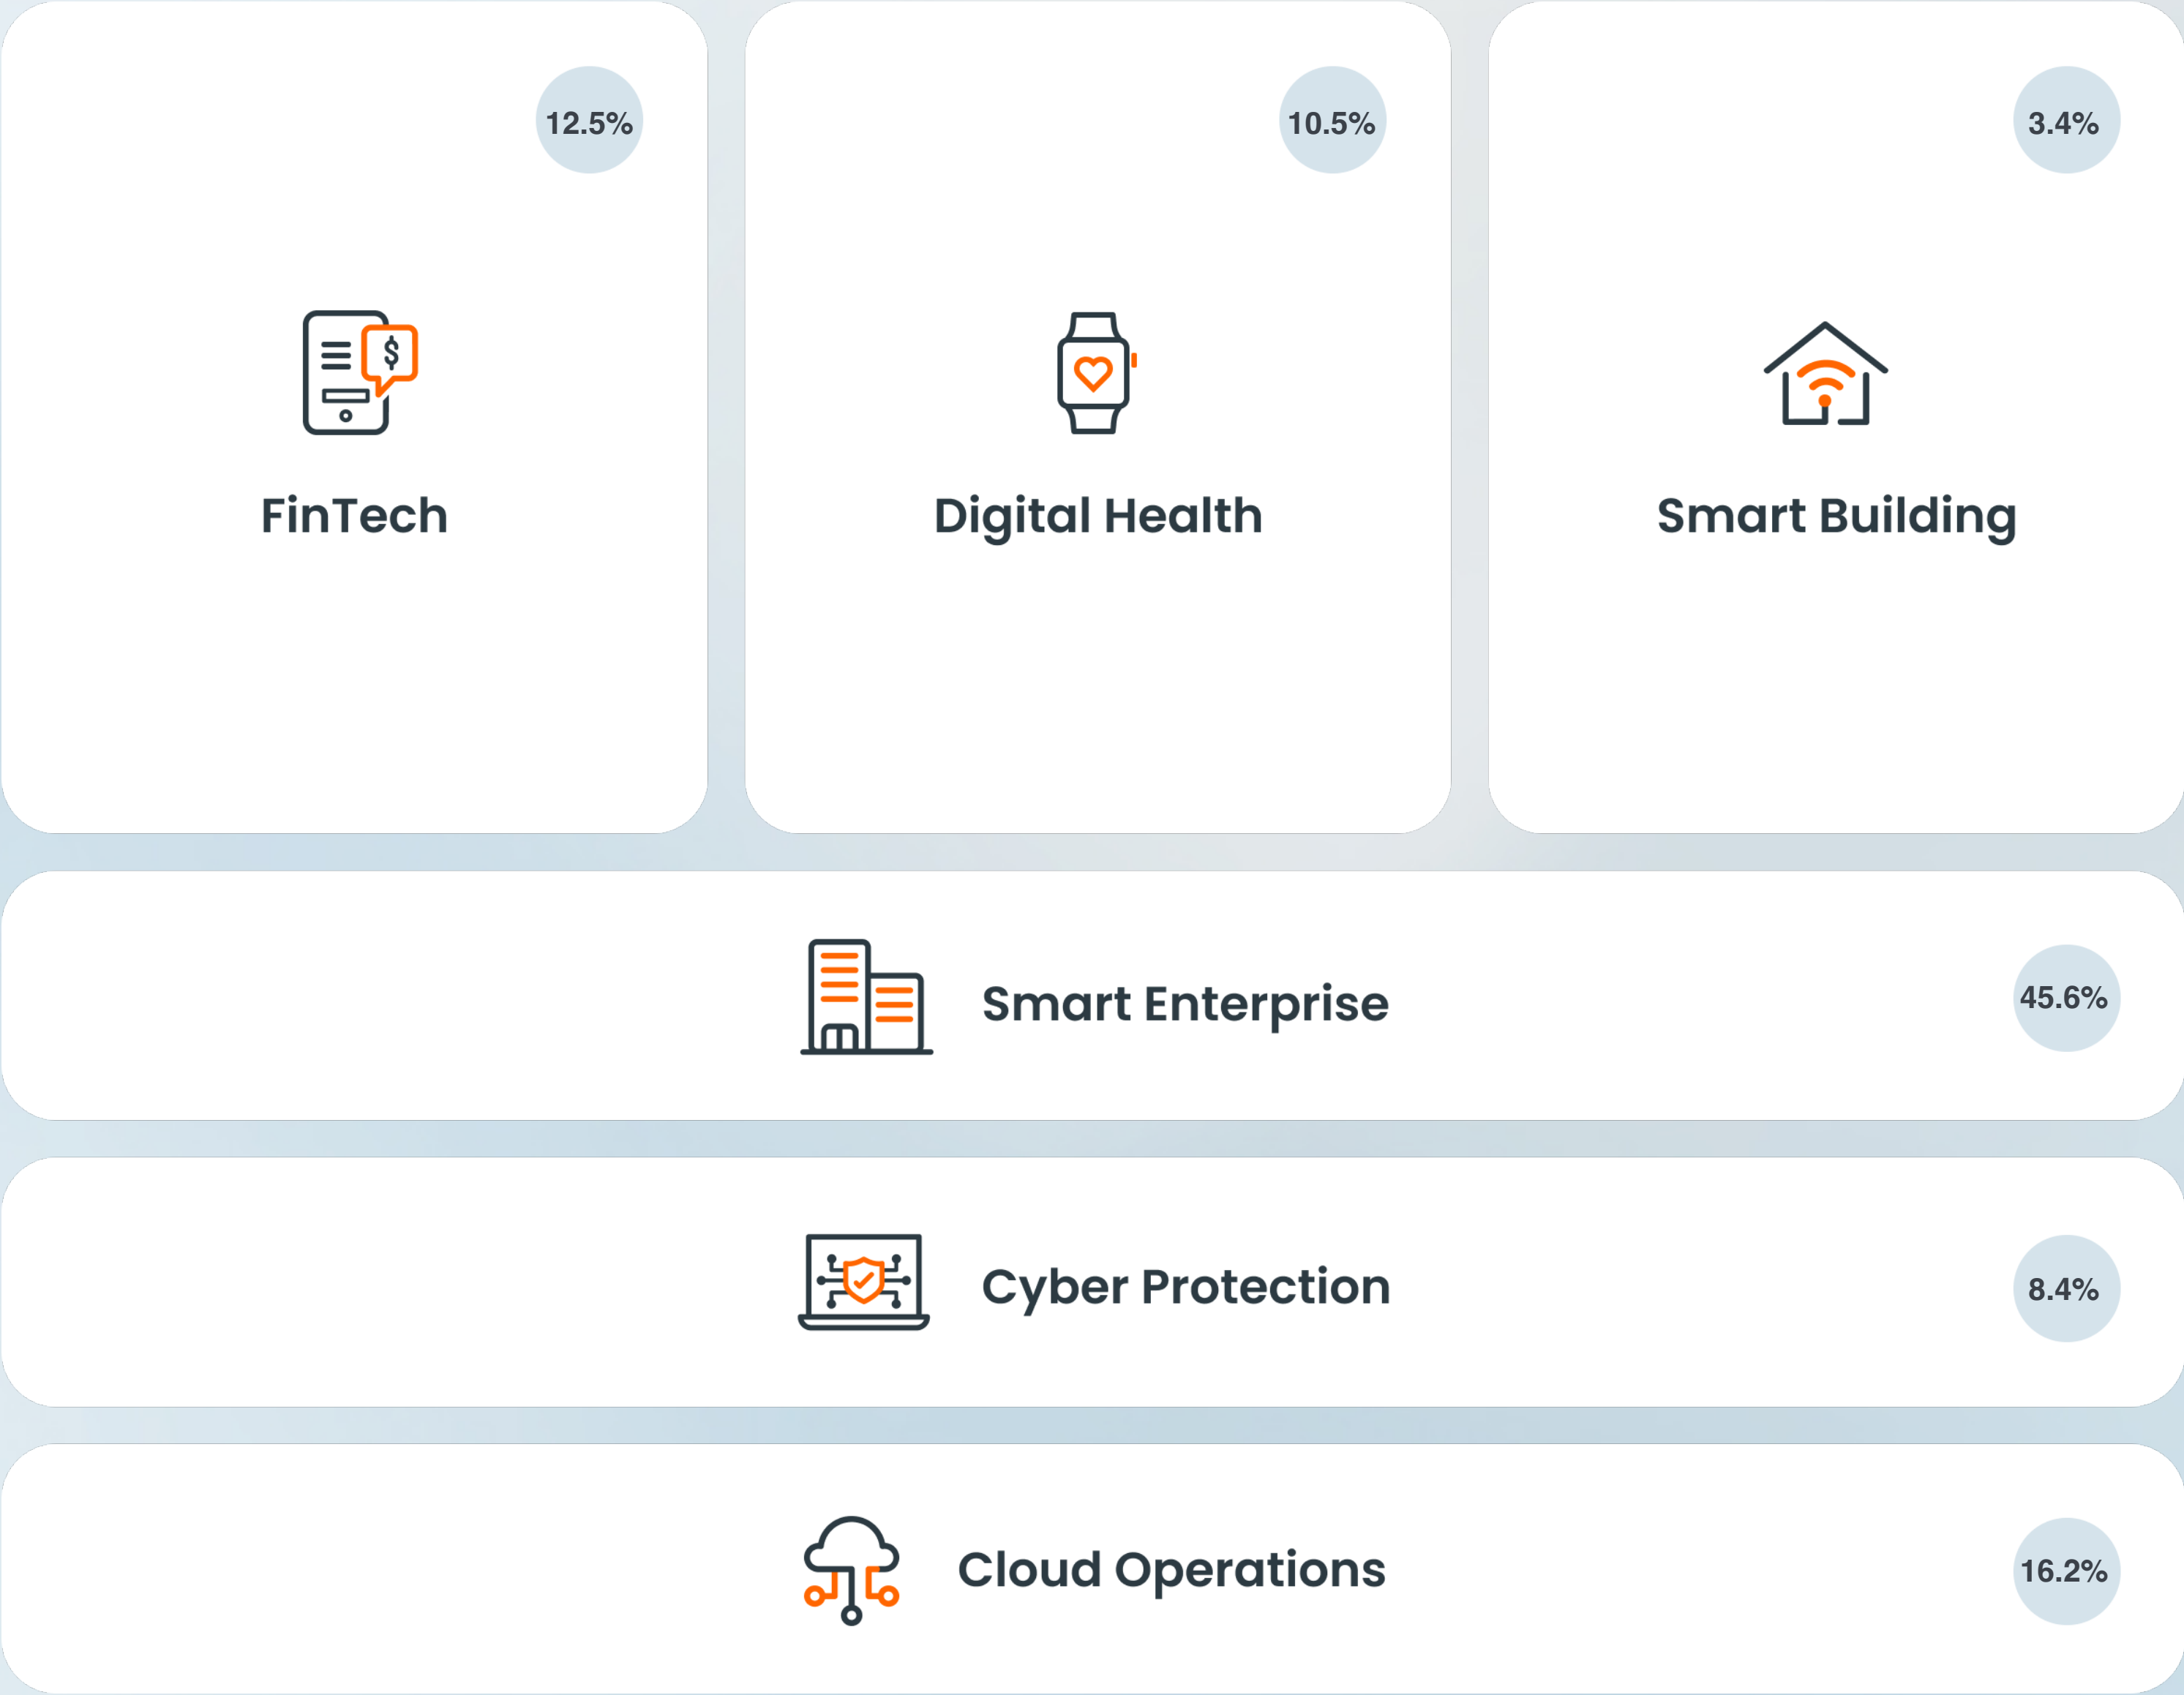 12.5%
FinTech
10.5%
Digital Health
3.4%
Smart Building
Smart Enterprise
45.6%
Cyber Protection
8.4%
Cloud Operations
16.2%